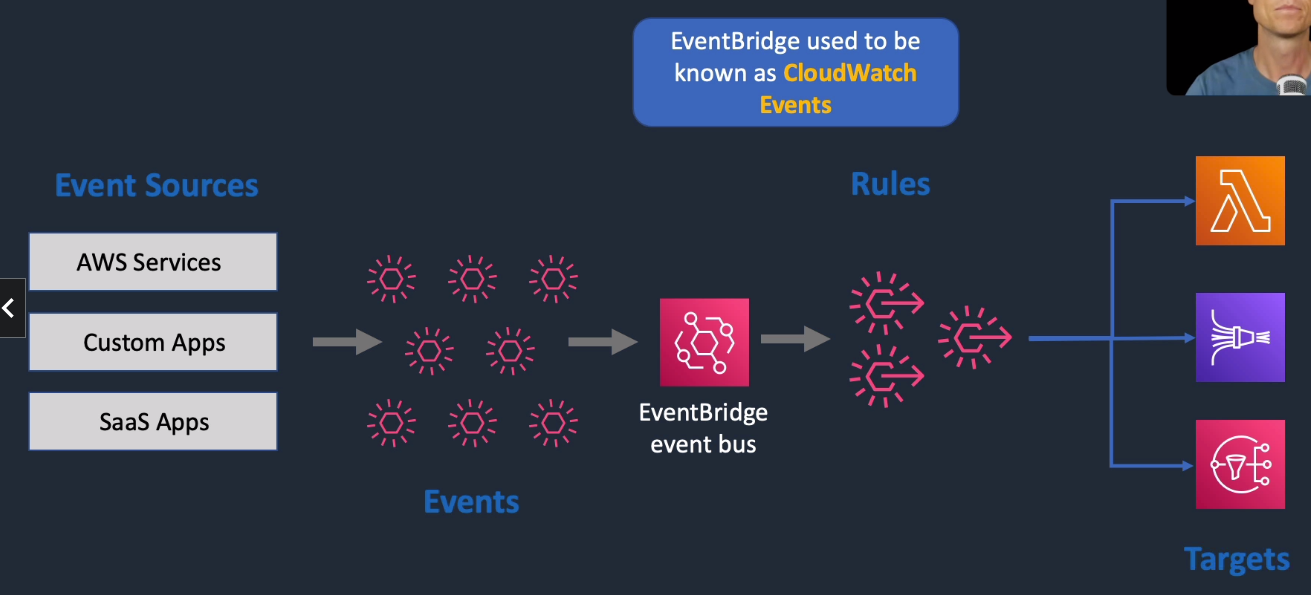 EventBridge used to be
known as CloudWatch
Events
Event Sources
AWS Services
Custom Apps
SaaS Apps
Events
EventBridge
event bus
Rules
Targets